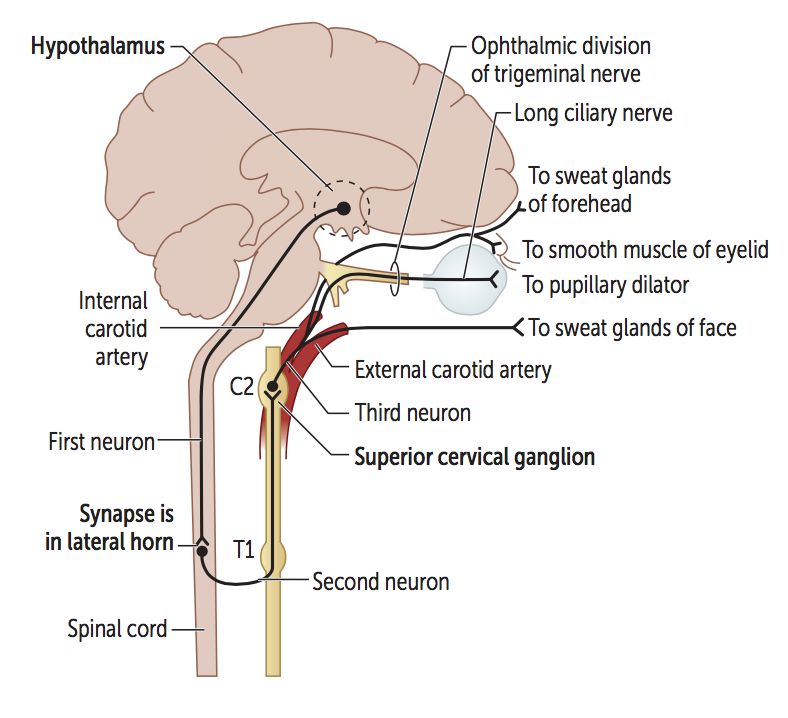 Hypothalamus
Ophthalmic division
of trigeminal nerve
Long ciliary nerve
To sweat glands
of forehead
To smooth muscle of eyelid
To pupillary dilator
Internal
carotid
artery
To sweat glands of face
External carotid artery
C2
Third neuron
First neuron
Superior cervical ganglion
Synapse is
in lateral horn
T1
Second neuron
Spinal cord